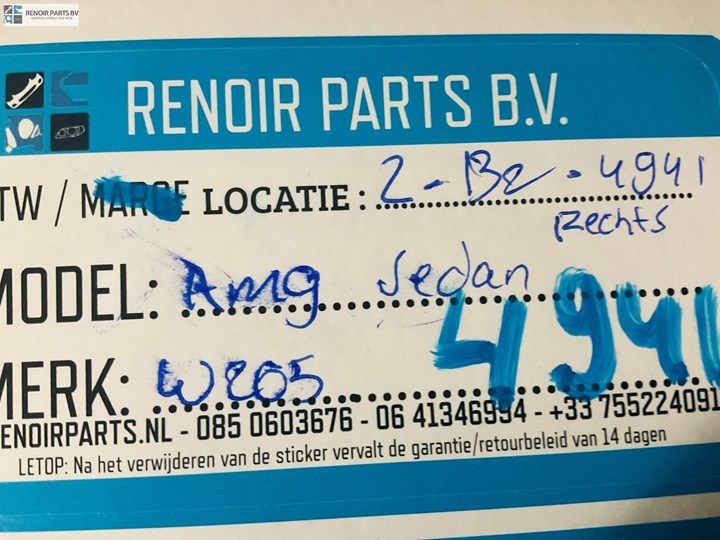 RENOIR PARTS BV
RENOIR PARTS B.V.
TW / MARGE LOCATIE : 2 - B2 - 4941
rechts
MODEL: Amg Sedan
4941
MERK: W205
ENOIRPARTS.NL - 085 0603676 - 06 41346994 - +33 755224091
LETOP: Na het verwijderen van de sticker vervalt de garantie/retourbeleid van 14 dagen